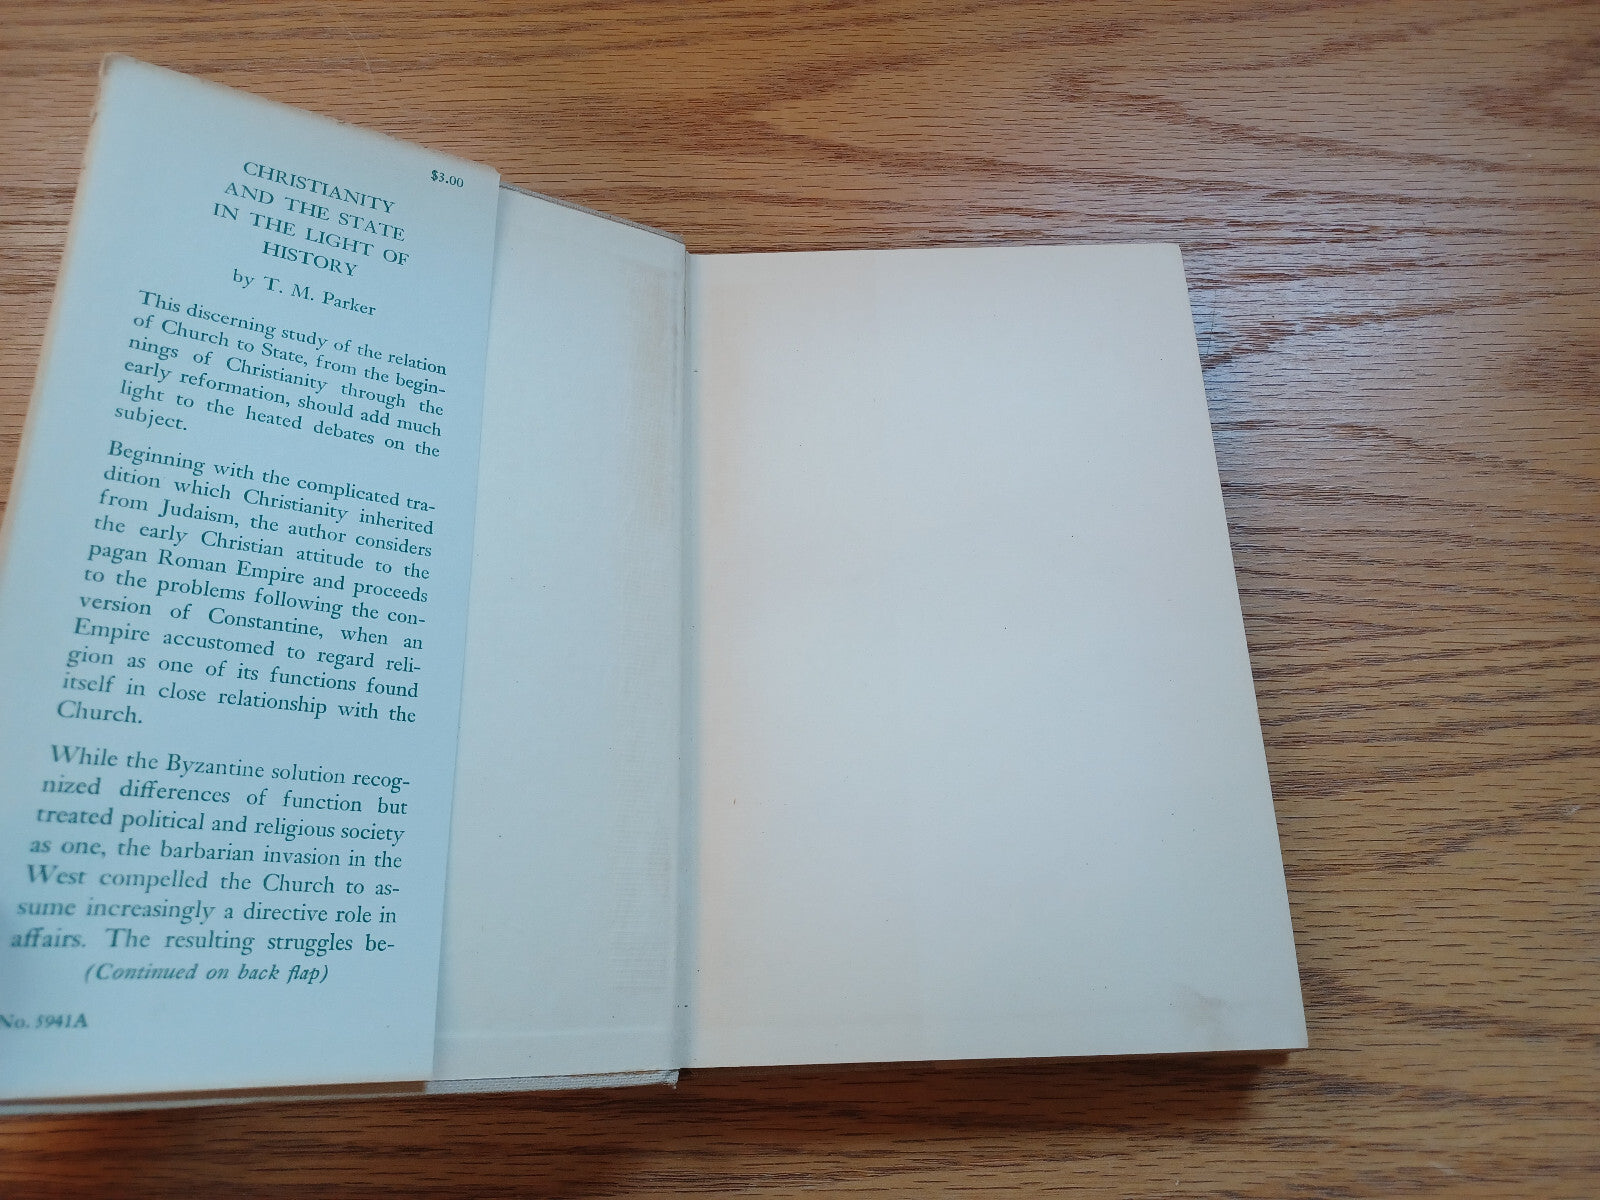 $3.00
CHRISTIANITY
AND THE STATE
IN THE LIGHT OF
HISTORY
by T. M. Parker
This discerning study of the relation
of Church to State, from the begin-
nings of Christianity through the
early reformation, should add much
light to the heated debates on the
subject.
Beginning with the complicated tra-
dition which Christianity inherited
from Judaism, the author considers
the early Christian attitude to the
pagan Roman Empire and proceeds
to the problems following the con-
version of Constantine, when an
Empire accustomed to regard reli-
gion as one of its functions found
itself in close relationship with the
Church.
While the Byzantine solution recog-
nized differences of function but
treated political and religious society
as one, the barbarian invasion in the
West compelled the Church to as-
sume increasingly a directive role in
affairs. The resulting struggles be-
(Continued on back flap)
No. 5941A